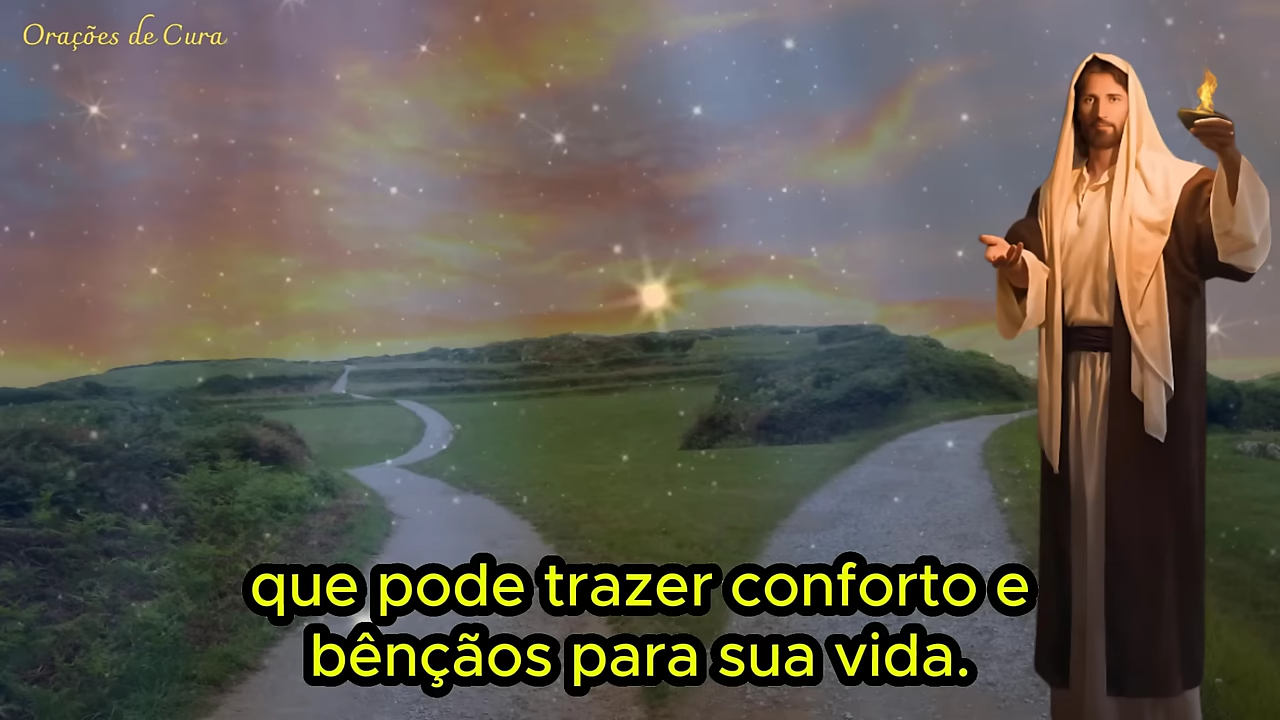 Orações de Cura
que pode trazer conforto e
bênçãos para sua vida.